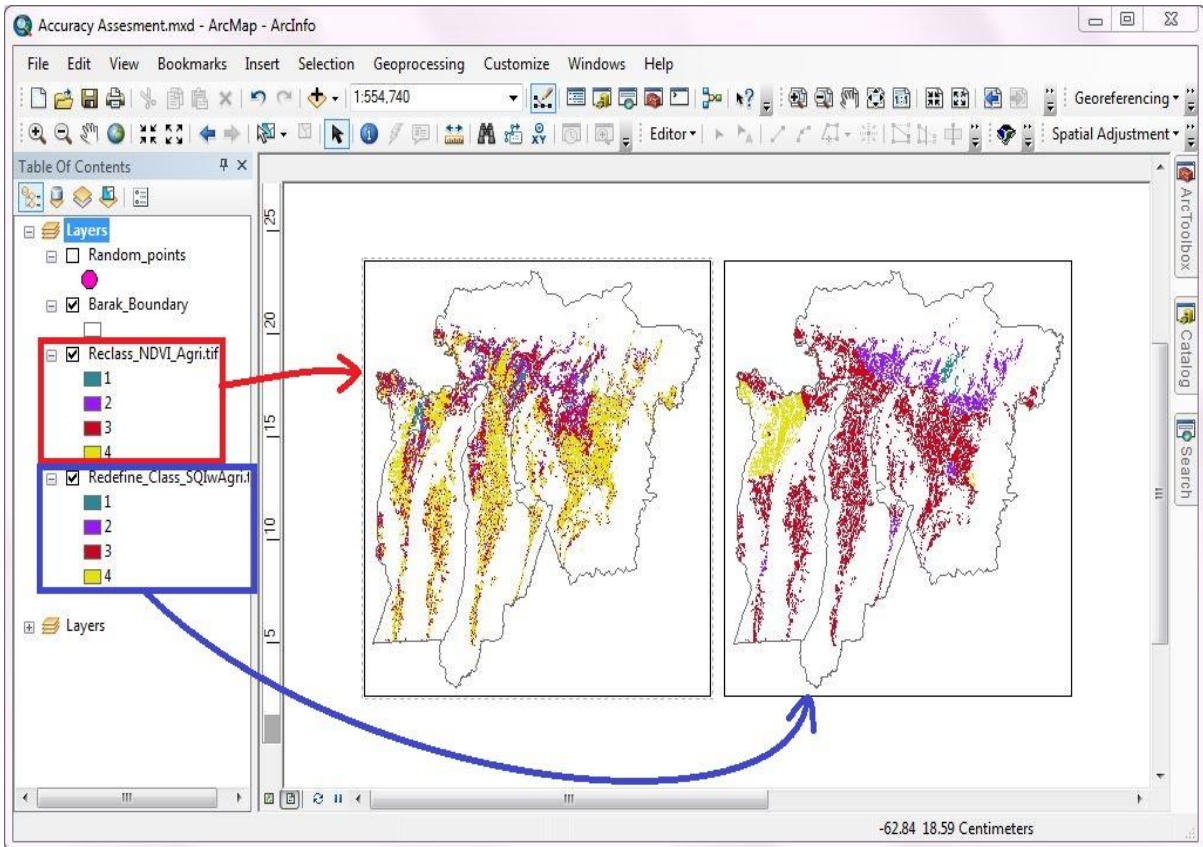 Accuracy Assesment.mxd - ArcMap - ArcInfo
File Edit View Bookmarks Insert Selection Geoprocessing Customize Windows Help
1:554,740
Georeferencing
Editor
Spatial Adjustment
Table Of Contents
Layers
Random_points
Barak_Boundary
Reclass_NDVI_Agri.tif
1
2
3
4
Redefine_Class_SQIwAgri.t
1
2
3
4
Layers
25
20
15
10
5
ArcToolbox
Catalog
Search
-62.84 18.59 Centimeters